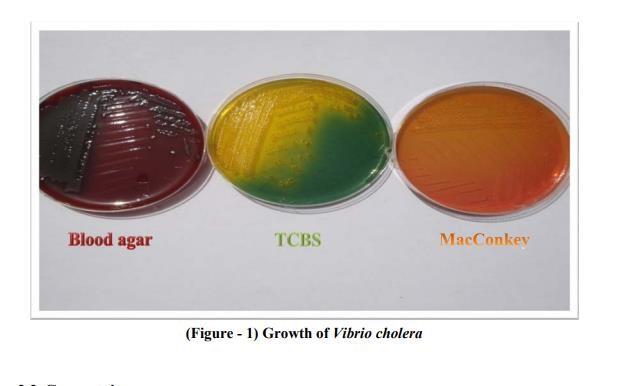 Blood agar
TCBS
MacConkey
(Figure - 1) Growth of Vibrio cholera